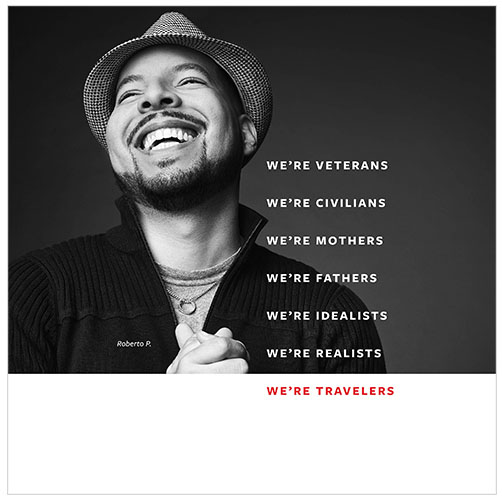 WE'RE VETERANS
WE'RE CIVILIANS
WE'RE MOTHERS
WE'RE FATHERS
WE'RE IDEALISTS
Roberto P.
WE'RE REALISTS
WE'RE TRAVELERS